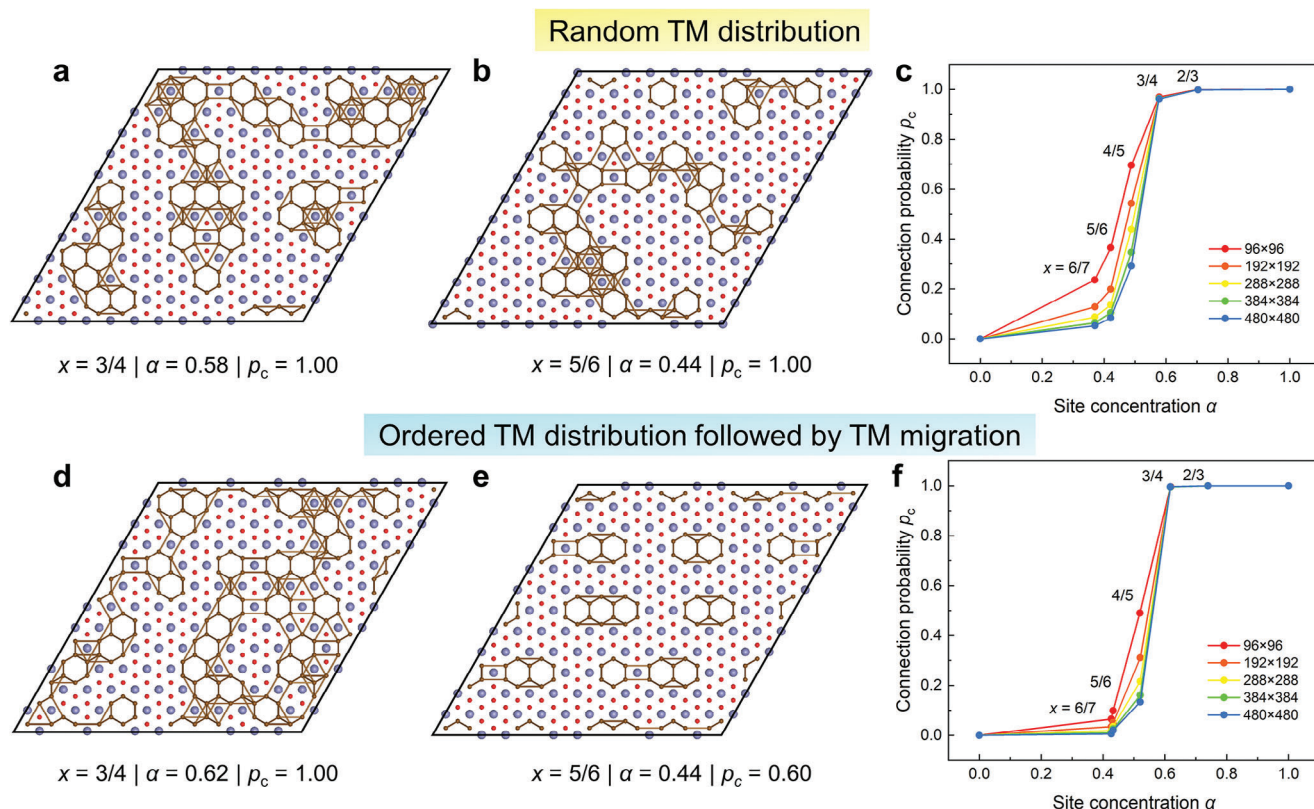 Random TM distribution
a
b
c
x = 3/4 | α = 0.58 | pc = 1.00
x = 5/6 | α = 0.44 | pc = 1.00
Connection probability pc
1.0
0.8
0.6
0.4
0.2
0.0
3/4
2/3
4/5
5/6
x = 6/7
96×96
192×192
288×288
384×384
480×480
0.0
0.2
0.4
0.6
0.8
1.0
Site concentration α
Ordered TM distribution followed by TM migration
d
e
f
x = 3/4 | α = 0.62 | pc = 1.00
x = 5/6 | α = 0.44 | pc = 0.60
Connection probability pc
1.0
0.8
0.6
0.4
0.2
0.0
3/4
2/3
4/5
5/6
x = 6/7
96×96
192×192
288×288
384×384
480×480
0.0
0.2
0.4
0.6
0.8
1.0
Site concentration α